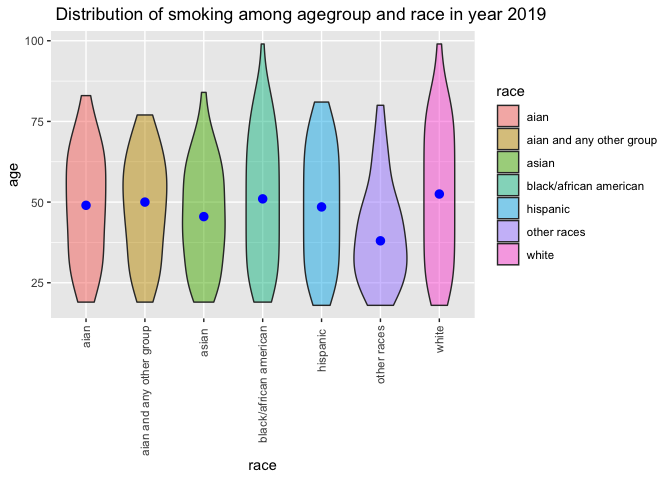 Distribution of smoking among agegroup and race in year 2019
100
75
50
25
age
aian
aian and any other group
asian
black/african american
hispanic
other races
white
race
race
aian
aian and any other group
asian
black/african american
hispanic
other races
white